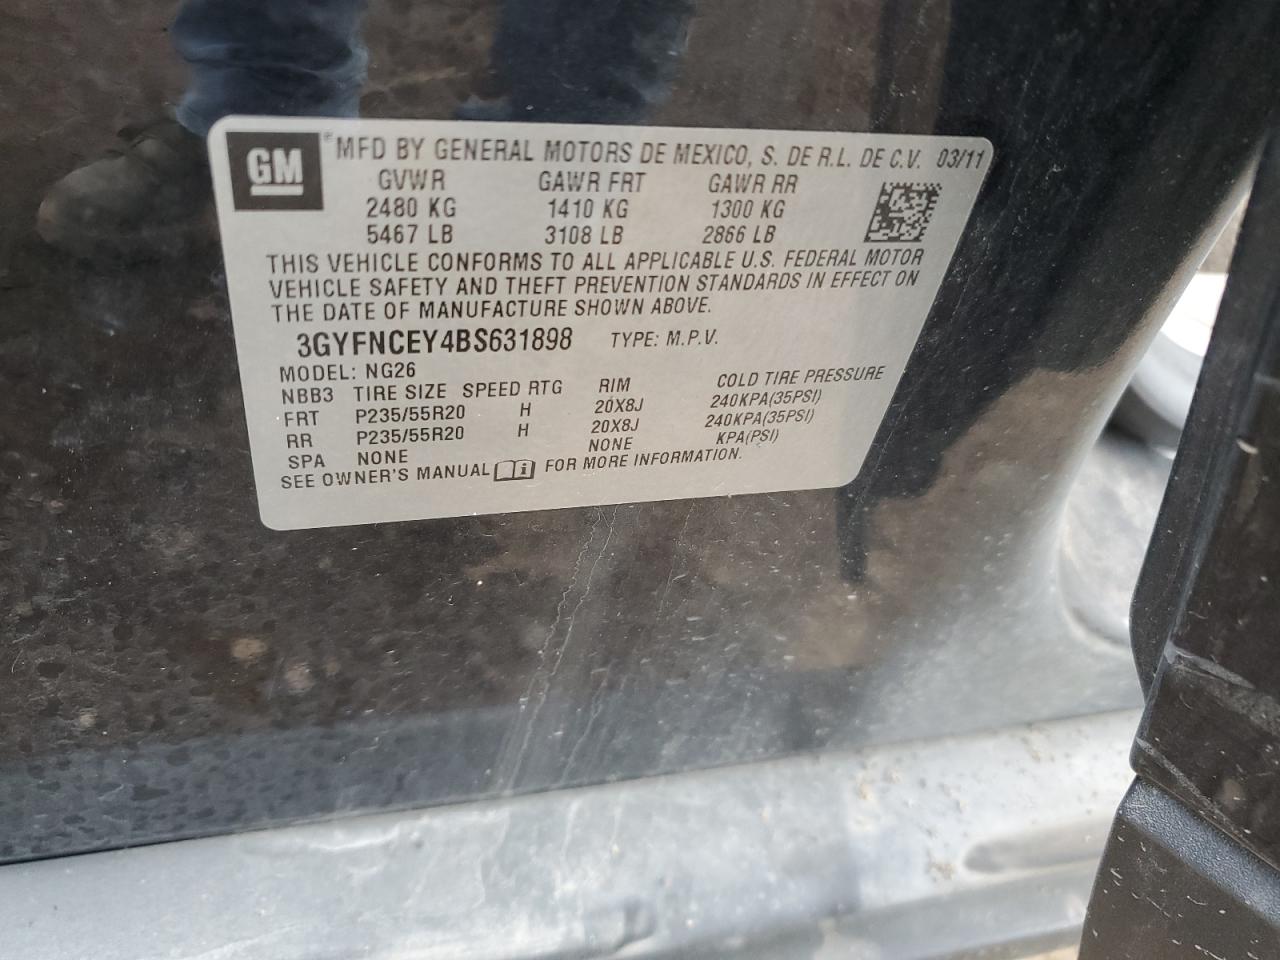 GM ® MFD BY GENERAL MOTORS DE MEXICO, S. DE R.L. DE C.V. 03/11
GVWR GAWR FRT GAWR RR
2480 KG 1410 KG 1300 KG
5467 LB 3108 LB 2866 LB
THIS VEHICLE CONFORMS TO ALL APPLICABLE U.S. FEDERAL MOTOR
VEHICLE SAFETY AND THEFT PREVENTION STANDARDS IN EFFECT ON
THE DATE OF MANUFACTURE SHOWN ABOVE.
3GYFNCEY4BS631898 TYPE: M.P.V.
MODEL: NG26
NBB3 TIRE SIZE SPEED RTG RIM COLD TIRE PRESSURE
FRT P235/55R20 H 20X8J 240KPA(35PSI)
RR P235/55R20 H 20X8J 240KPA(35PSI)
SPA NONE NONE KPA(PSI)
SEE OWNER'S MANUAL FOR MORE INFORMATION.